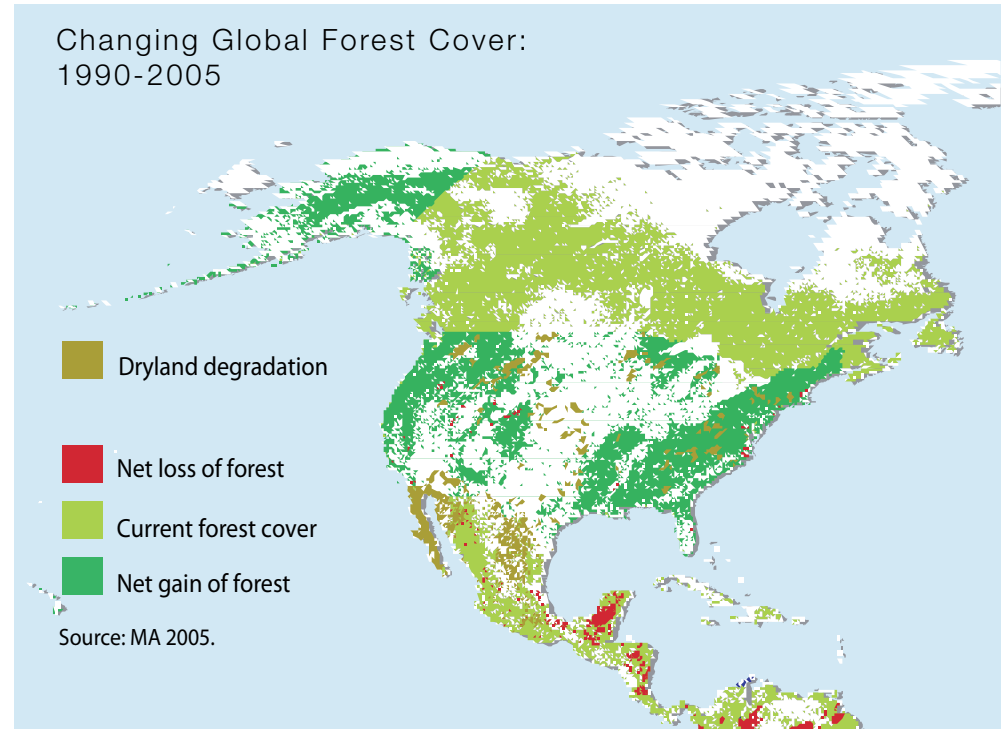 Changing Global Forest Cover:
1990-2005
Dryland degradation
Net loss of forest
Current forest cover
Net gain of forest
Source: MA 2005.